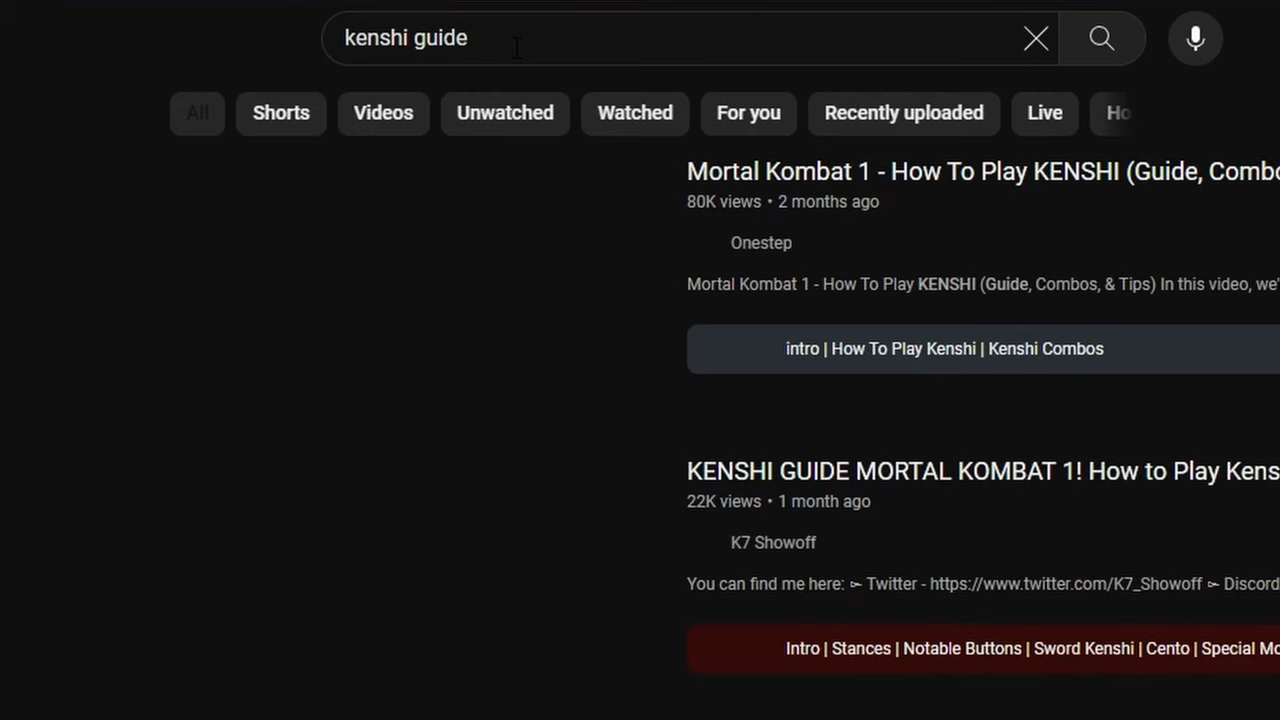 kenshi guide
All Shorts Videos Unwatched Watched For you Recently uploaded Live Ho
Mortal Kombat 1 - How To Play KENSHI (Guide, Combo
80K views • 2 months ago
Onestep
Mortal Kombat 1 - How To Play KENSHI (Guide, Combos, & Tips) In this video, we'
intro | How To Play Kenshi | Kenshi Combos
KENSHI GUIDE MORTAL KOMBAT 1! How to Play Kens
22K views • 1 month ago
K7 Showoff
You can find me here: ➳ Twitter - https://www.twitter.com/K7_Showoff ➳ Discord
Intro | Stances | Notable Buttons | Sword Kenshi | Cento | Special Mo